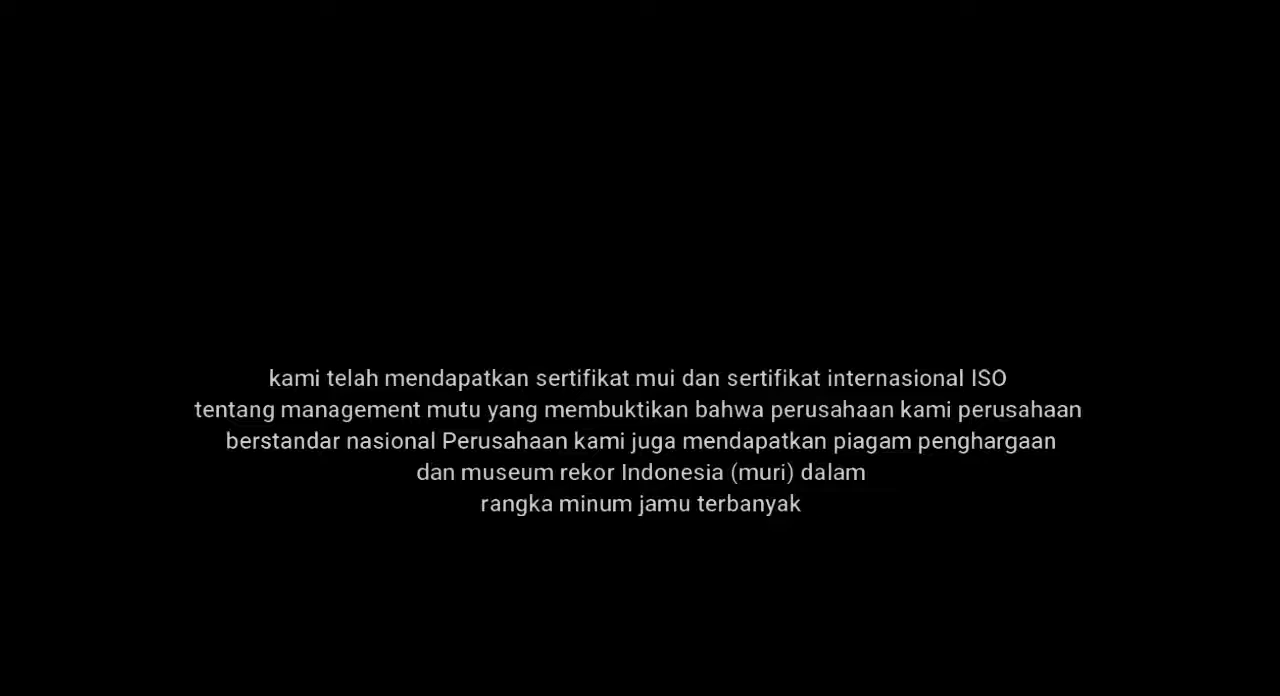 kami telah mendapatkan sertifikat mui dan sertifikat internasional ISO
tentang management mutu yang membuktikan bahwa perusahaan kami perusahaan
berstandar nasional Perusahaan kami juga mendapatkan piagam penghargaan
dan museum rekor Indonesia (muri) dalam
rangka minum jamu terbanyak